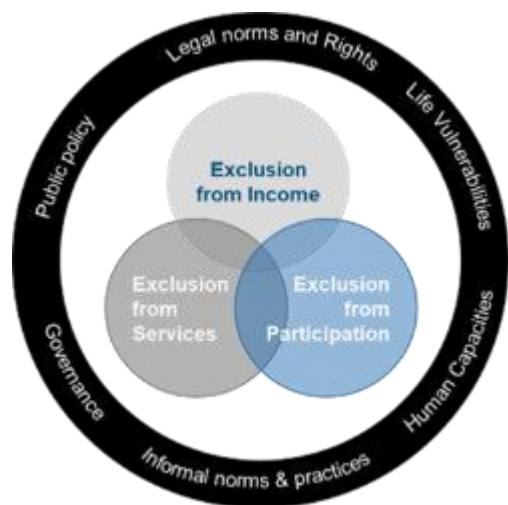 Legal norms and Rights
Life Vulnerabilities
Human Capacities
Informal norms & practices
Governance
Public policy
Exclusion
from Income
Exclusion
from
Services
Exclusion
from
Participation